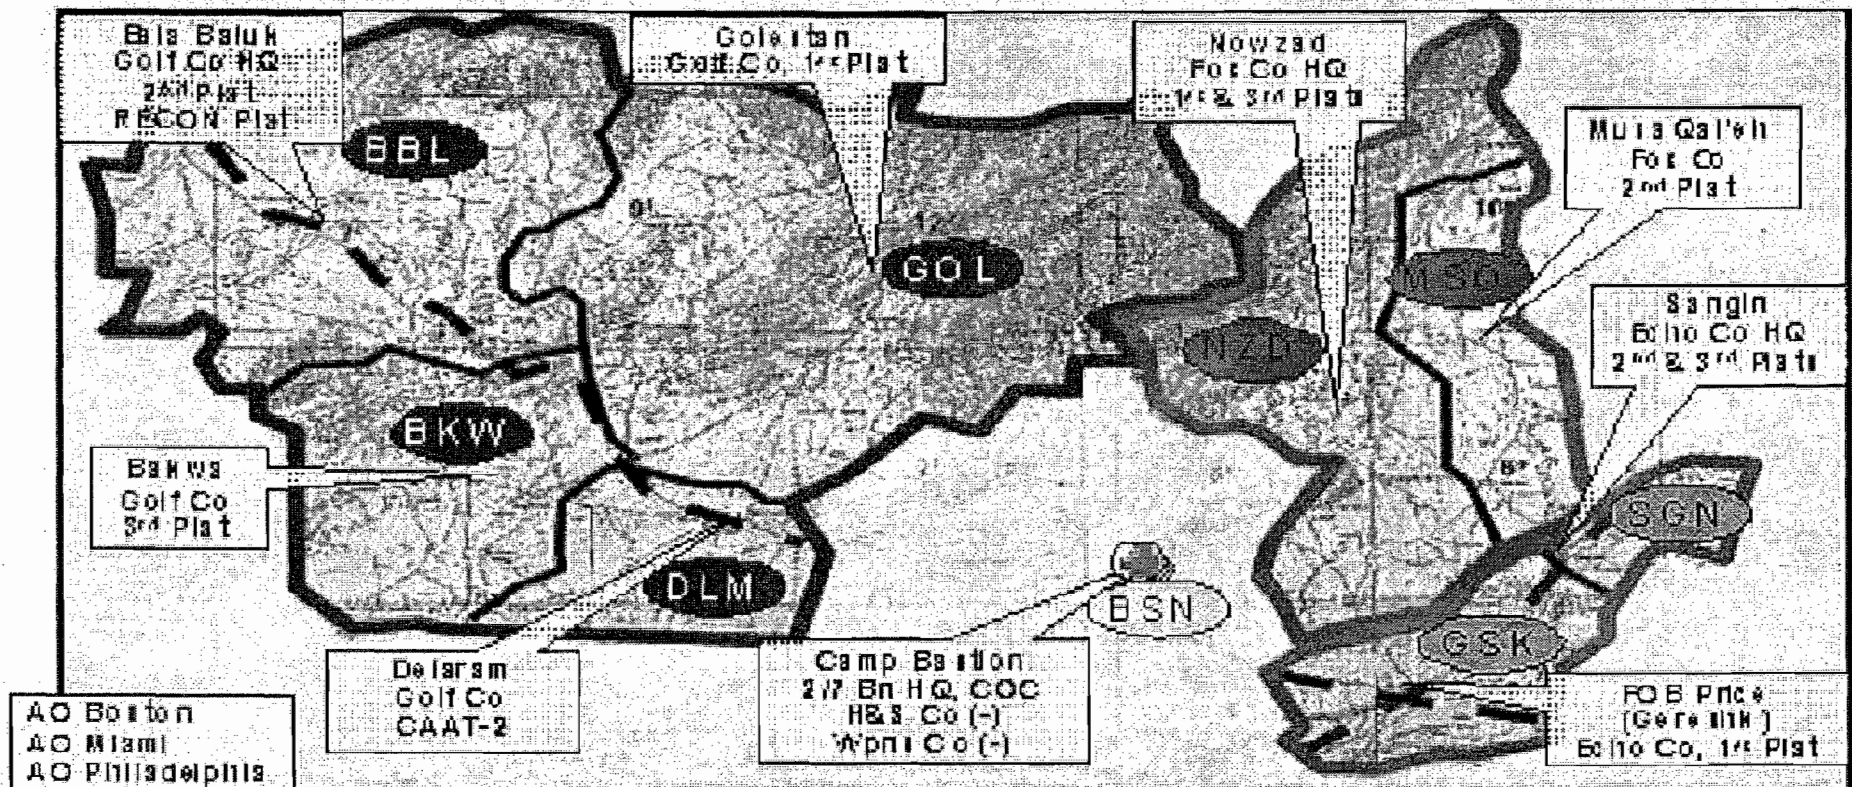 Bala Baluk
Golf Co HQ
2nd Plat
RECON Plat
Golestan
Golf Co, 1st Plat
Nowzad
Fox Co HQ
1st & 3rd Plats
Musa Qal'eh
Fox Co
2nd Plat
Sangin
Echo Co HQ
2nd & 3rd Plats
BBL
GOL
MSQ
NZD
BKW
SGN
DLM
BSN
GSK
Bakwa
Golf Co
3rd Plat
Delaram
Golf Co
CAAT-2
Camp Bastion
2/7 Bn HQ, COC
H&S Co (-)
Wpns Co (-)
FOB Price
(Gereshk)
Echo Co, 1st Plat
AO Boston
AO Miami
AO Philadelphia